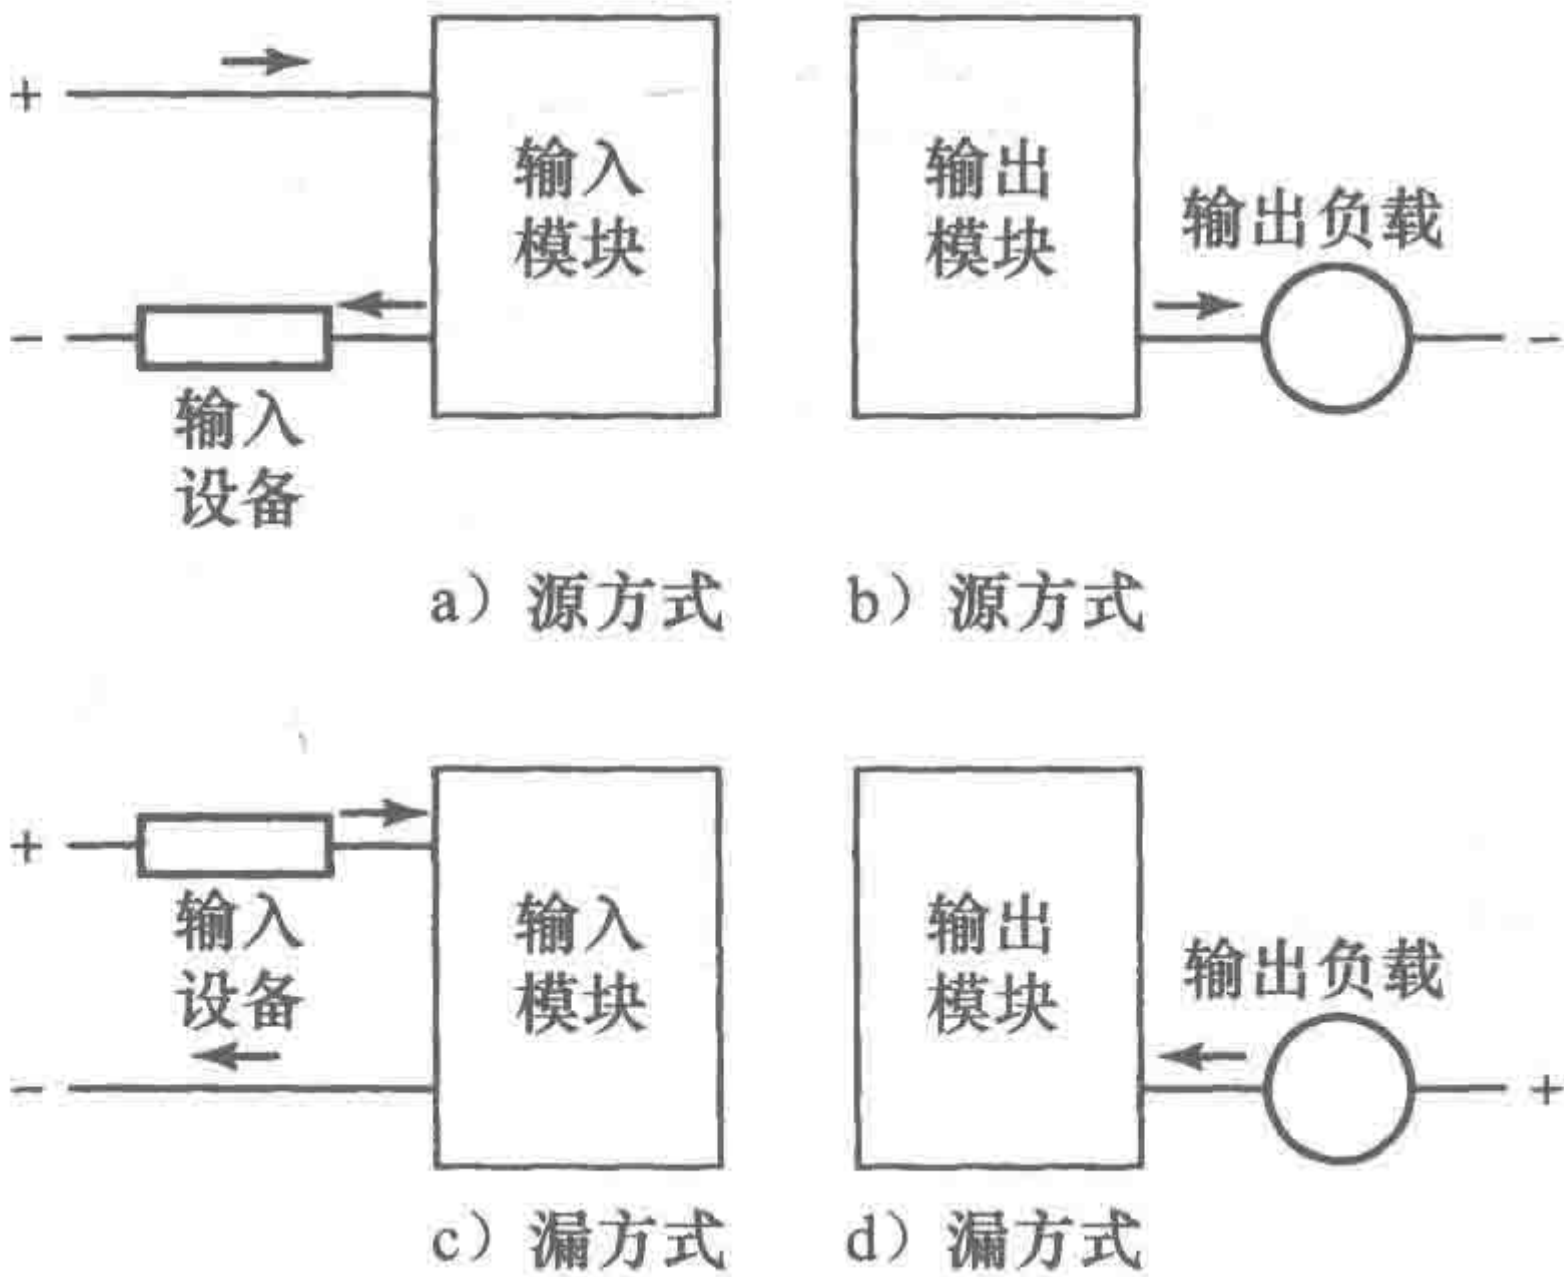 +
输入
模块
-
输入
设备
a）源方式
输出
模块
输出负载
-
b）源方式
+
输入
设备
输入
模块
-
c）漏方式
输出
模块
输出负载
+
d）漏方式